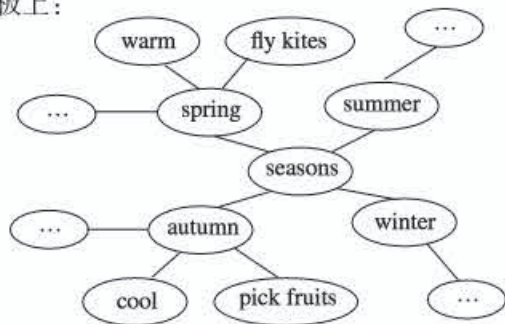 板上：
…
warm
fly kites
…
spring
summer
seasons
…
autumn
winter
cool
pick fruits
…